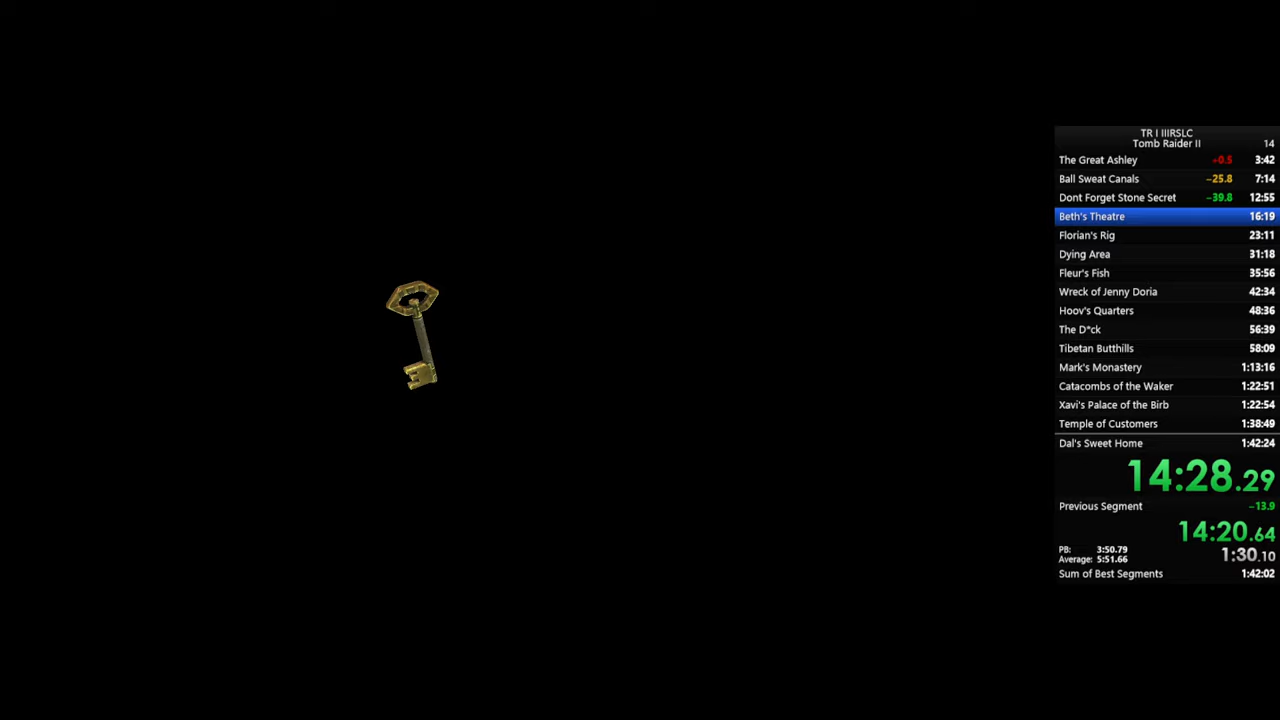 TR I IIIRSLC
Tomb Raider II 14
The Great Ashley +0.5 3:42
Ball Sweat Canals −25.8 7:14
Dont Forget Stone Secret −39.8 12:55
Beth's Theatre 16:19
Florian's Rig 23:11
Dying Area 31:18
Fleur's Fish 35:56
Wreck of Jenny Doria 42:34
Hoov's Quarters 48:36
The D*ck 56:39
Tibetan Butthills 58:09
Mark's Monastery 1:13:16
Catacombs of the Waker 1:22:51
Xavi's Palace of the Birb 1:22:54
Temple of Customers 1:38:49
Dal's Sweet Home 1:42:24
14:28.29
Previous Segment −13.9
14:20.64
PB: 3:50.79 1:30.10
Average: 5:51.66
Sum of Best Segments 1:42:02